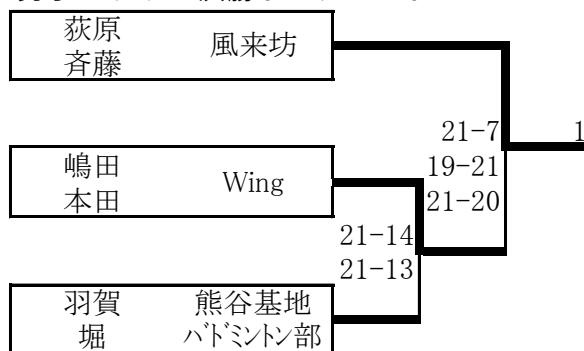 荻原
斉藤
風来坊
21-7
1
嶋田
本田
Wing
19-21
21-20
21-14
21-13
羽賀
堀
熊谷基地
バドミントン部